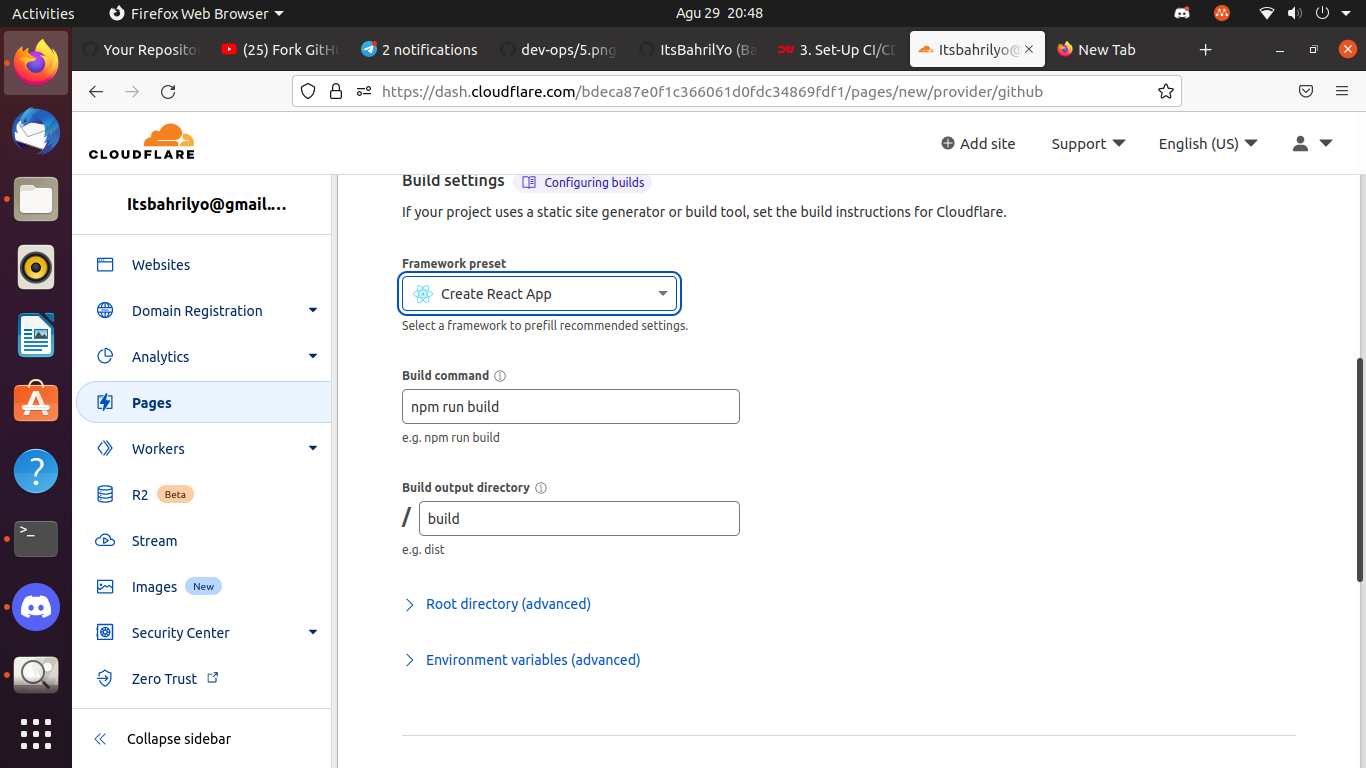 Activities
Firefox Web Browser
Agu 29 20:48
Your Reposito
(25) Fork GitH
2 notifications
dev-ops/5.png
ItsBahrilYo (Ba
3. Set-Up CI/CD
Itsbahrilyo@
New Tab
https://dash.cloudflare.com/bdeca87e0f1c366061d0fdc34869fdf1/pages/new/provider/github
CLOUDFLARE
Add site
Support
English (US)
Itsbahrilyo@gmail....
Websites
Domain Registration
Analytics
Pages
Workers
R2 Beta
Stream
Images New
Security Center
Zero Trust
Collapse sidebar
Build settings
Configuring builds
If your project uses a static site generator or build tool, set the build instructions for Cloudflare.
Framework preset
Create React App
Select a framework to prefill recommended settings.
Build command
npm run build
e.g. npm run build
Build output directory
/ build
e.g. dist
Root directory (advanced)
Environment variables (advanced)